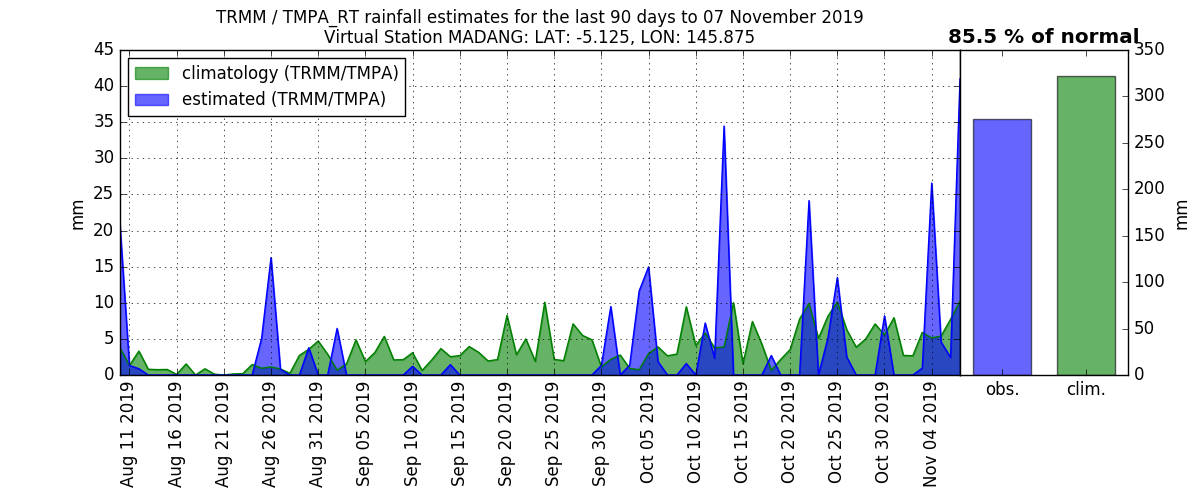 TRMM / TMPA_RT rainfall estimates for the last 90 days to 07 November 2019
Virtual Station MADANG: LAT: -5.125, LON: 145.875
85.5 % of normal
climatology (TRMM/TMPA)
estimated (TRMM/TMPA)
mm
45
40
35
30
25
20
15
10
5
0
Aug 11 2019
Aug 16 2019
Aug 21 2019
Aug 26 2019
Aug 31 2019
Sep 05 2019
Sep 10 2019
Sep 15 2019
Sep 20 2019
Sep 25 2019
Sep 30 2019
Oct 05 2019
Oct 10 2019
Oct 15 2019
Oct 20 2019
Oct 25 2019
Oct 30 2019
Nov 04 2019
obs.
clim.
350
300
250
200
150
100
50
0
mm